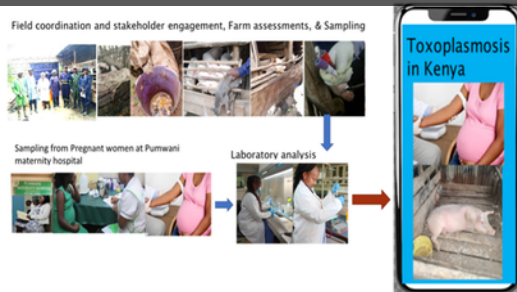 Field coordination and stakeholder engagement, Farm assessments, & Sampling
Sampling from Pregnant women at Pumwani
maternity hospital
Laboratory analysis
Toxoplasmosis
in Kenya